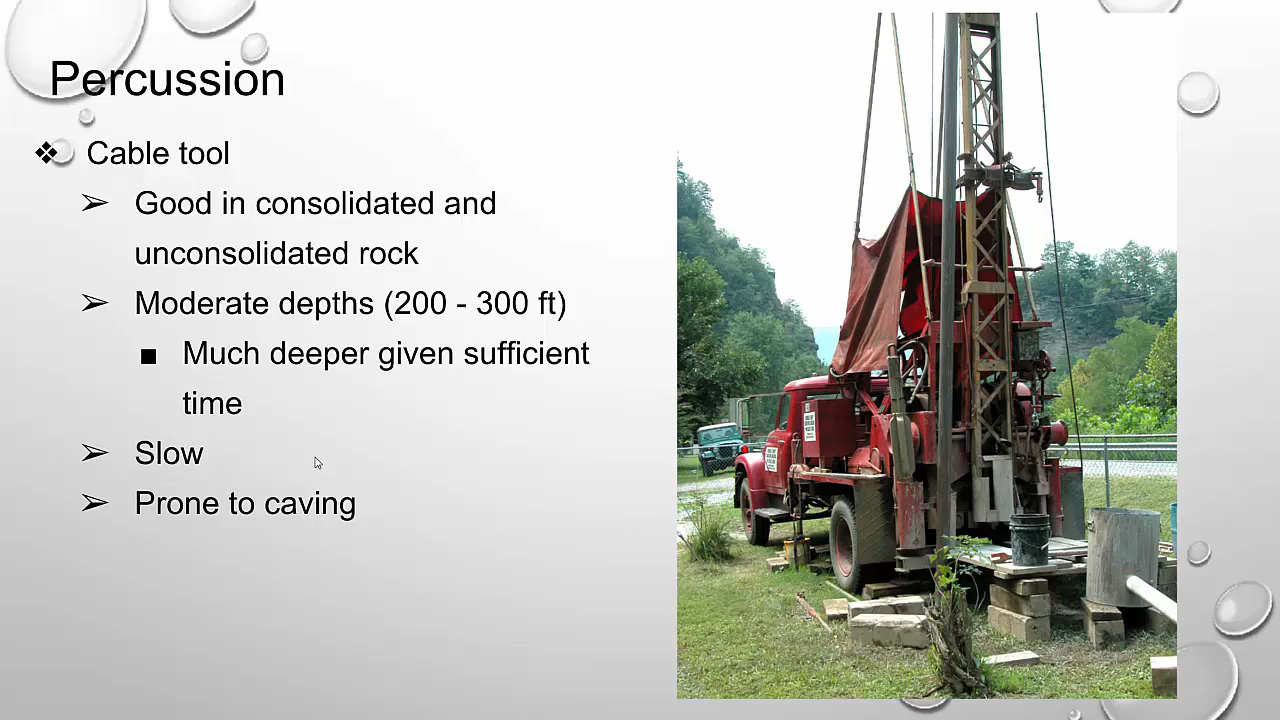 Percussion
❖ Cable tool
➢ Good in consolidated and
unconsolidated rock
➢ Moderate depths (200 - 300 ft)
■ Much deeper given sufficient
time
➢ Slow
➢ Prone to caving